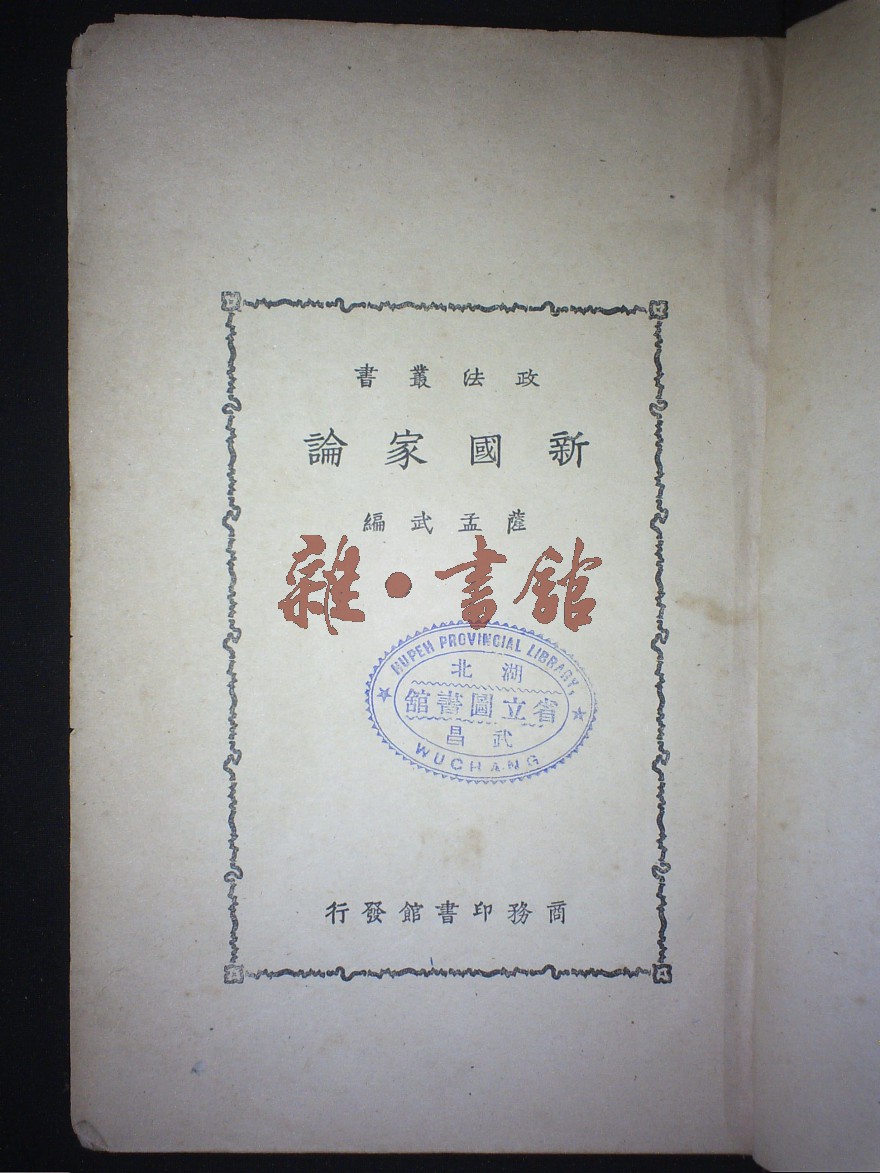 政法叢書
新國家論
薩孟武編
雜·書館
HUPEH PROVINCIAL LIBRARY,
湖北
省立圖書館
武昌
WUCHANG
商務印書館發行